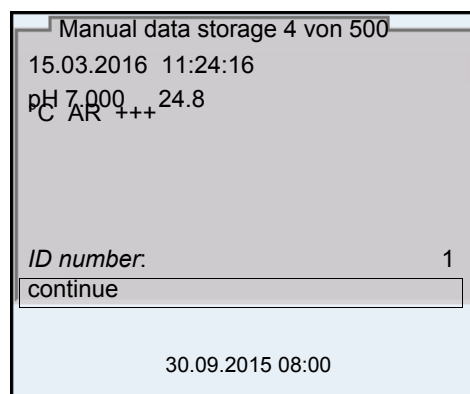 Manual data storage 4 von 500
15.03.2016 11:24:16
pH 7.000 24.8
°C AR +++
ID number: 1
continue
30.09.2015 08:00